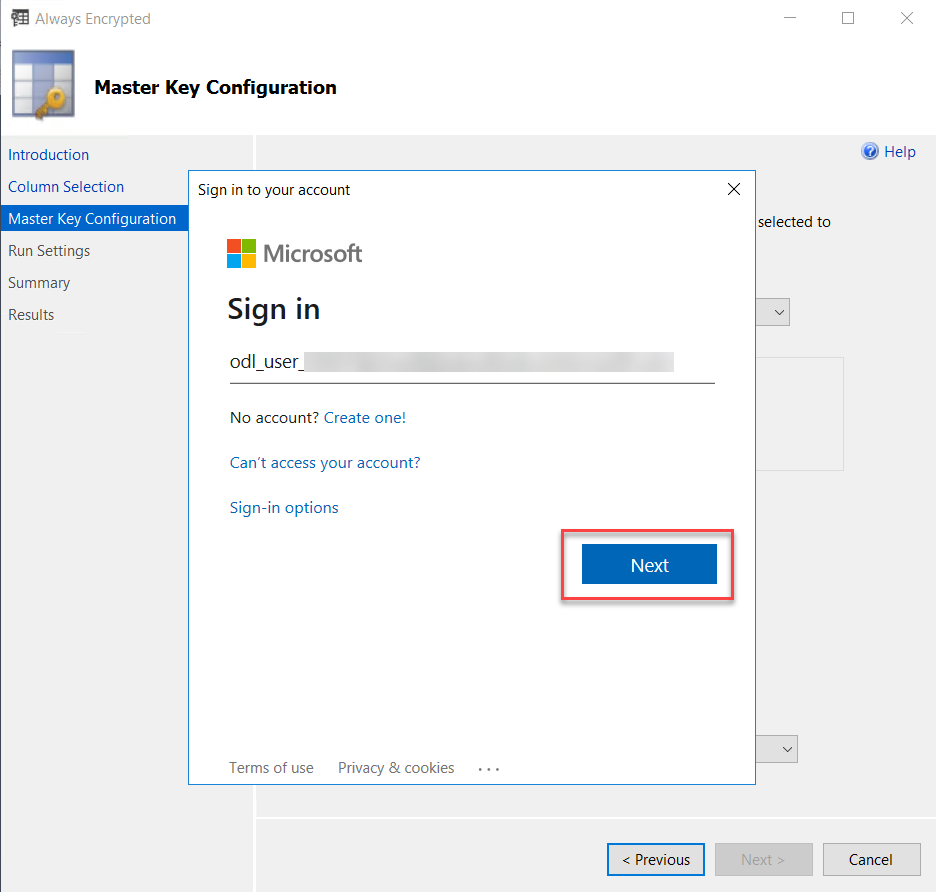 Always Encrypted
Master Key Configuration
Introduction
Column Selection
Master Key Configuration
Run Settings
Summary
Results
Help
selected to
Sign in to your account
Microsoft
Sign in
odl_user_
No account? Create one!
Can't access your account?
Sign-in options
Next
Terms of use Privacy & cookies ...
< Previous Next > Cancel